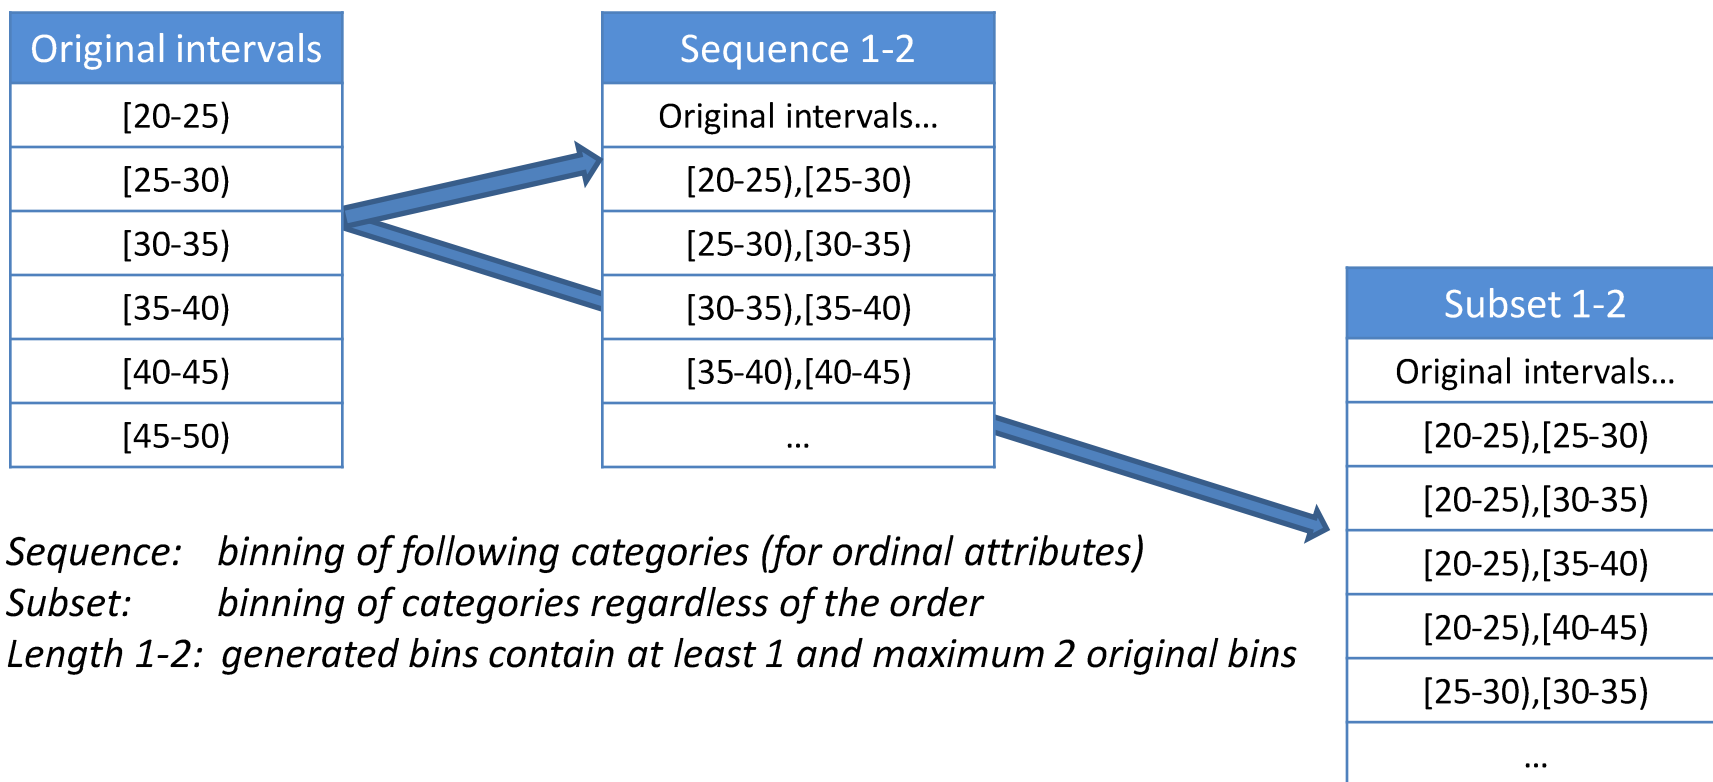 Original intervals
[20-25)
[25-30)
[30-35)
[35-40)
[40-45)
[45-50)
Sequence 1-2
Original intervals…
[20-25),[25-30)
[25-30),[30-35)
[30-35),[35-40)
[35-40),[40-45)
…
Subset 1-2
Original intervals…
[20-25),[25-30)
[20-25),[30-35)
[20-25),[35-40)
[20-25),[40-45)
[25-30),[30-35)
…
Sequence: binning of following categories (for ordinal attributes)
Subset: binning of categories regardless of the order
Length 1-2: generated bins contain at least 1 and maximum 2 original bins